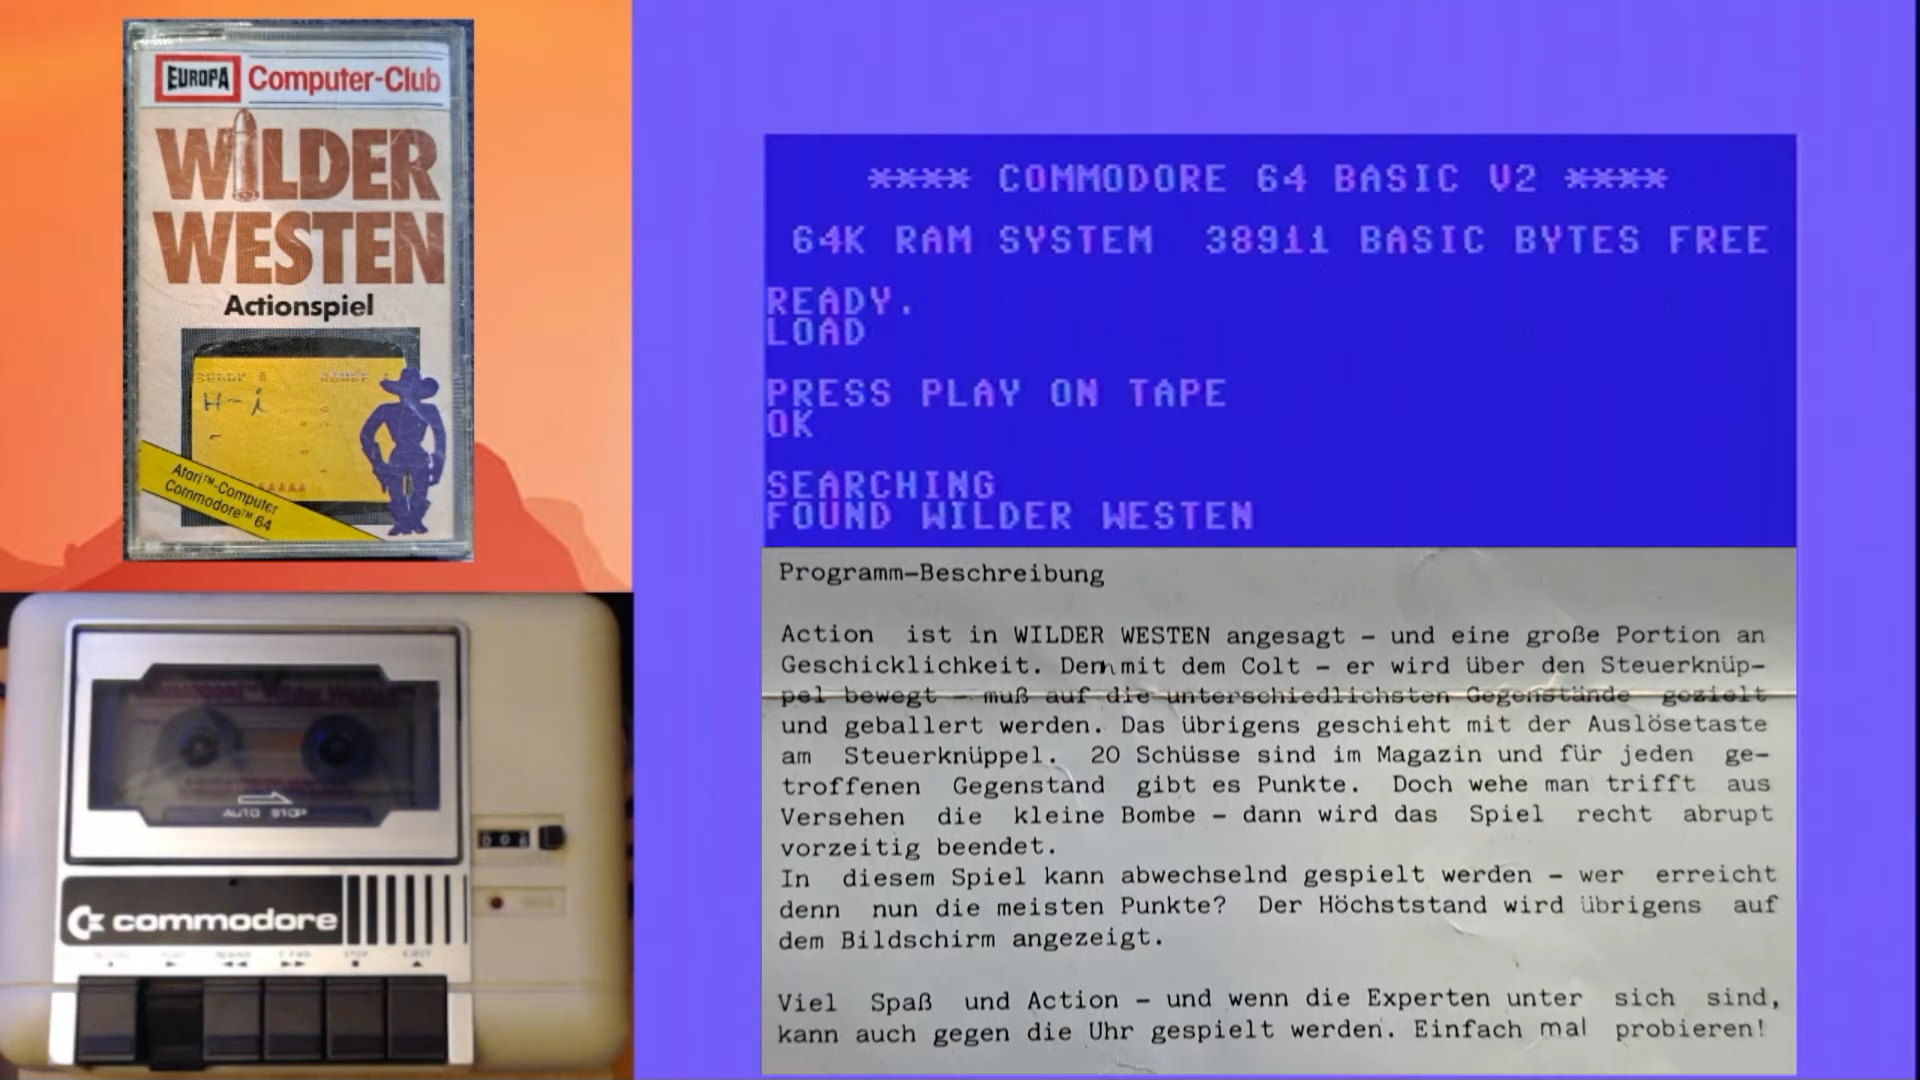 EUROPA Computer-Club
WILDER
WESTEN
Actionspiel
H-i
Atari™-Computer
Commodore™ 64
AUTO STOP
commodore
**** COMMODORE 64 BASIC V2 ****
64K RAM SYSTEM 38911 BASIC BYTES FREE
READY.
LOAD
PRESS PLAY ON TAPE
OK
SEARCHING
FOUND WILDER WESTEN
Programm-Beschreibung
Action ist in WILDER WESTEN angesagt - und eine große Portion an
Geschicklichkeit. Denn mit dem Colt - er wird über den Steuerknüp-
pel bewegt - muß auf die unterschiedlichsten Gegenstände gezielt
und geballert werden. Das übrigens geschieht mit der Auslösetaste
am Steuerknüppel. 20 Schüsse sind im Magazin und für jeden ge-
troffenen Gegenstand gibt es Punkte. Doch wehe man trifft aus
Versehen die kleine Bombe - dann wird das Spiel recht abrupt
vorzeitig beendet.
In diesem Spiel kann abwechselnd gespielt werden - wer erreicht
denn nun die meisten Punkte? Der Höchststand wird übrigens auf
dem Bildschirm angezeigt.
Viel Spaß und Action - und wenn die Experten unter sich sind,
kann auch gegen die Uhr gespielt werden. Einfach mal probieren!